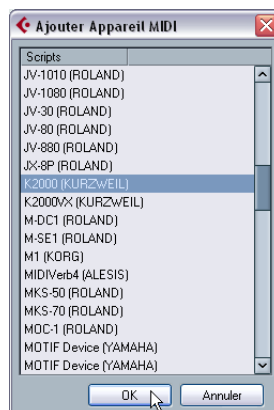 Ajouter Appareil MIDI
Scripts
JV-1010 (ROLAND)
JV-1080 (ROLAND)
JV-30 (ROLAND)
JV-80 (ROLAND)
JV-880 (ROLAND)
JX-8P (ROLAND)
K2000 (KURZWEIL)
K2000VX (KURZWEIL)
M-DC1 (ROLAND)
M-SE1 (ROLAND)
M1 (KORG)
MIDIVerb4 (ALESIS)
MKS-50 (ROLAND)
MKS-70 (ROLAND)
MOC-1 (ROLAND)
MOTIF Device (YAMAHA)
MOTIF Device (YAMAHA)
OK Annuler